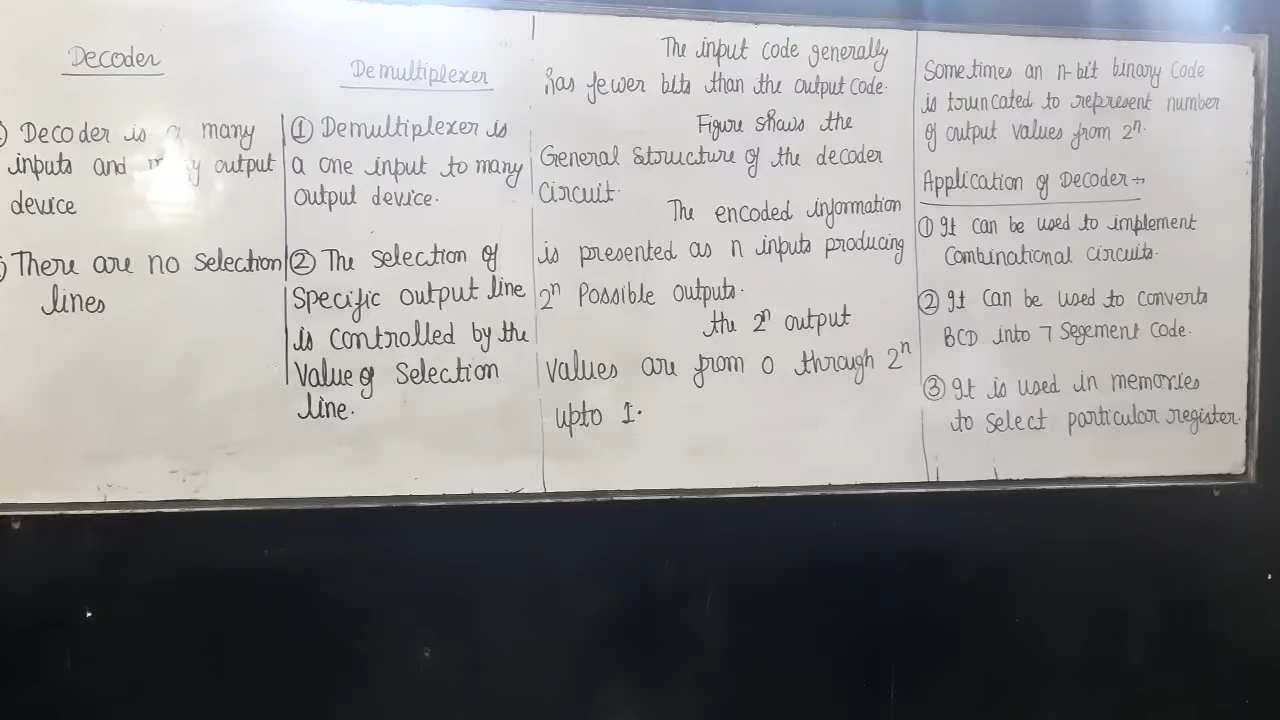 Decoder
) Decoder is a many
inputs and many output
device
) There are no selection
lines
Demultiplexer
① Demultiplexer is
a one input to many
output device.
② The selection of
Specific output line
is controlled by the
Value of Selection
line.
The input code generally
has fewer bits than the output code.
Figure shows the
General Structure of the decoder
Circuit.
The encoded information
is presented as n inputs producing
2ⁿ Possible outputs.
the 2ⁿ output
values are from 0 through 2ⁿ
upto 1.
Sometimes an n-bit binary code
is truncated to represent number
of output values from 2ⁿ.
Application of Decoder :→
① It can be used to implement
Combinational circuits.
② It can be used to converts
BCD into 7 Segement Code.
③ It is used in memories
to select particular register.